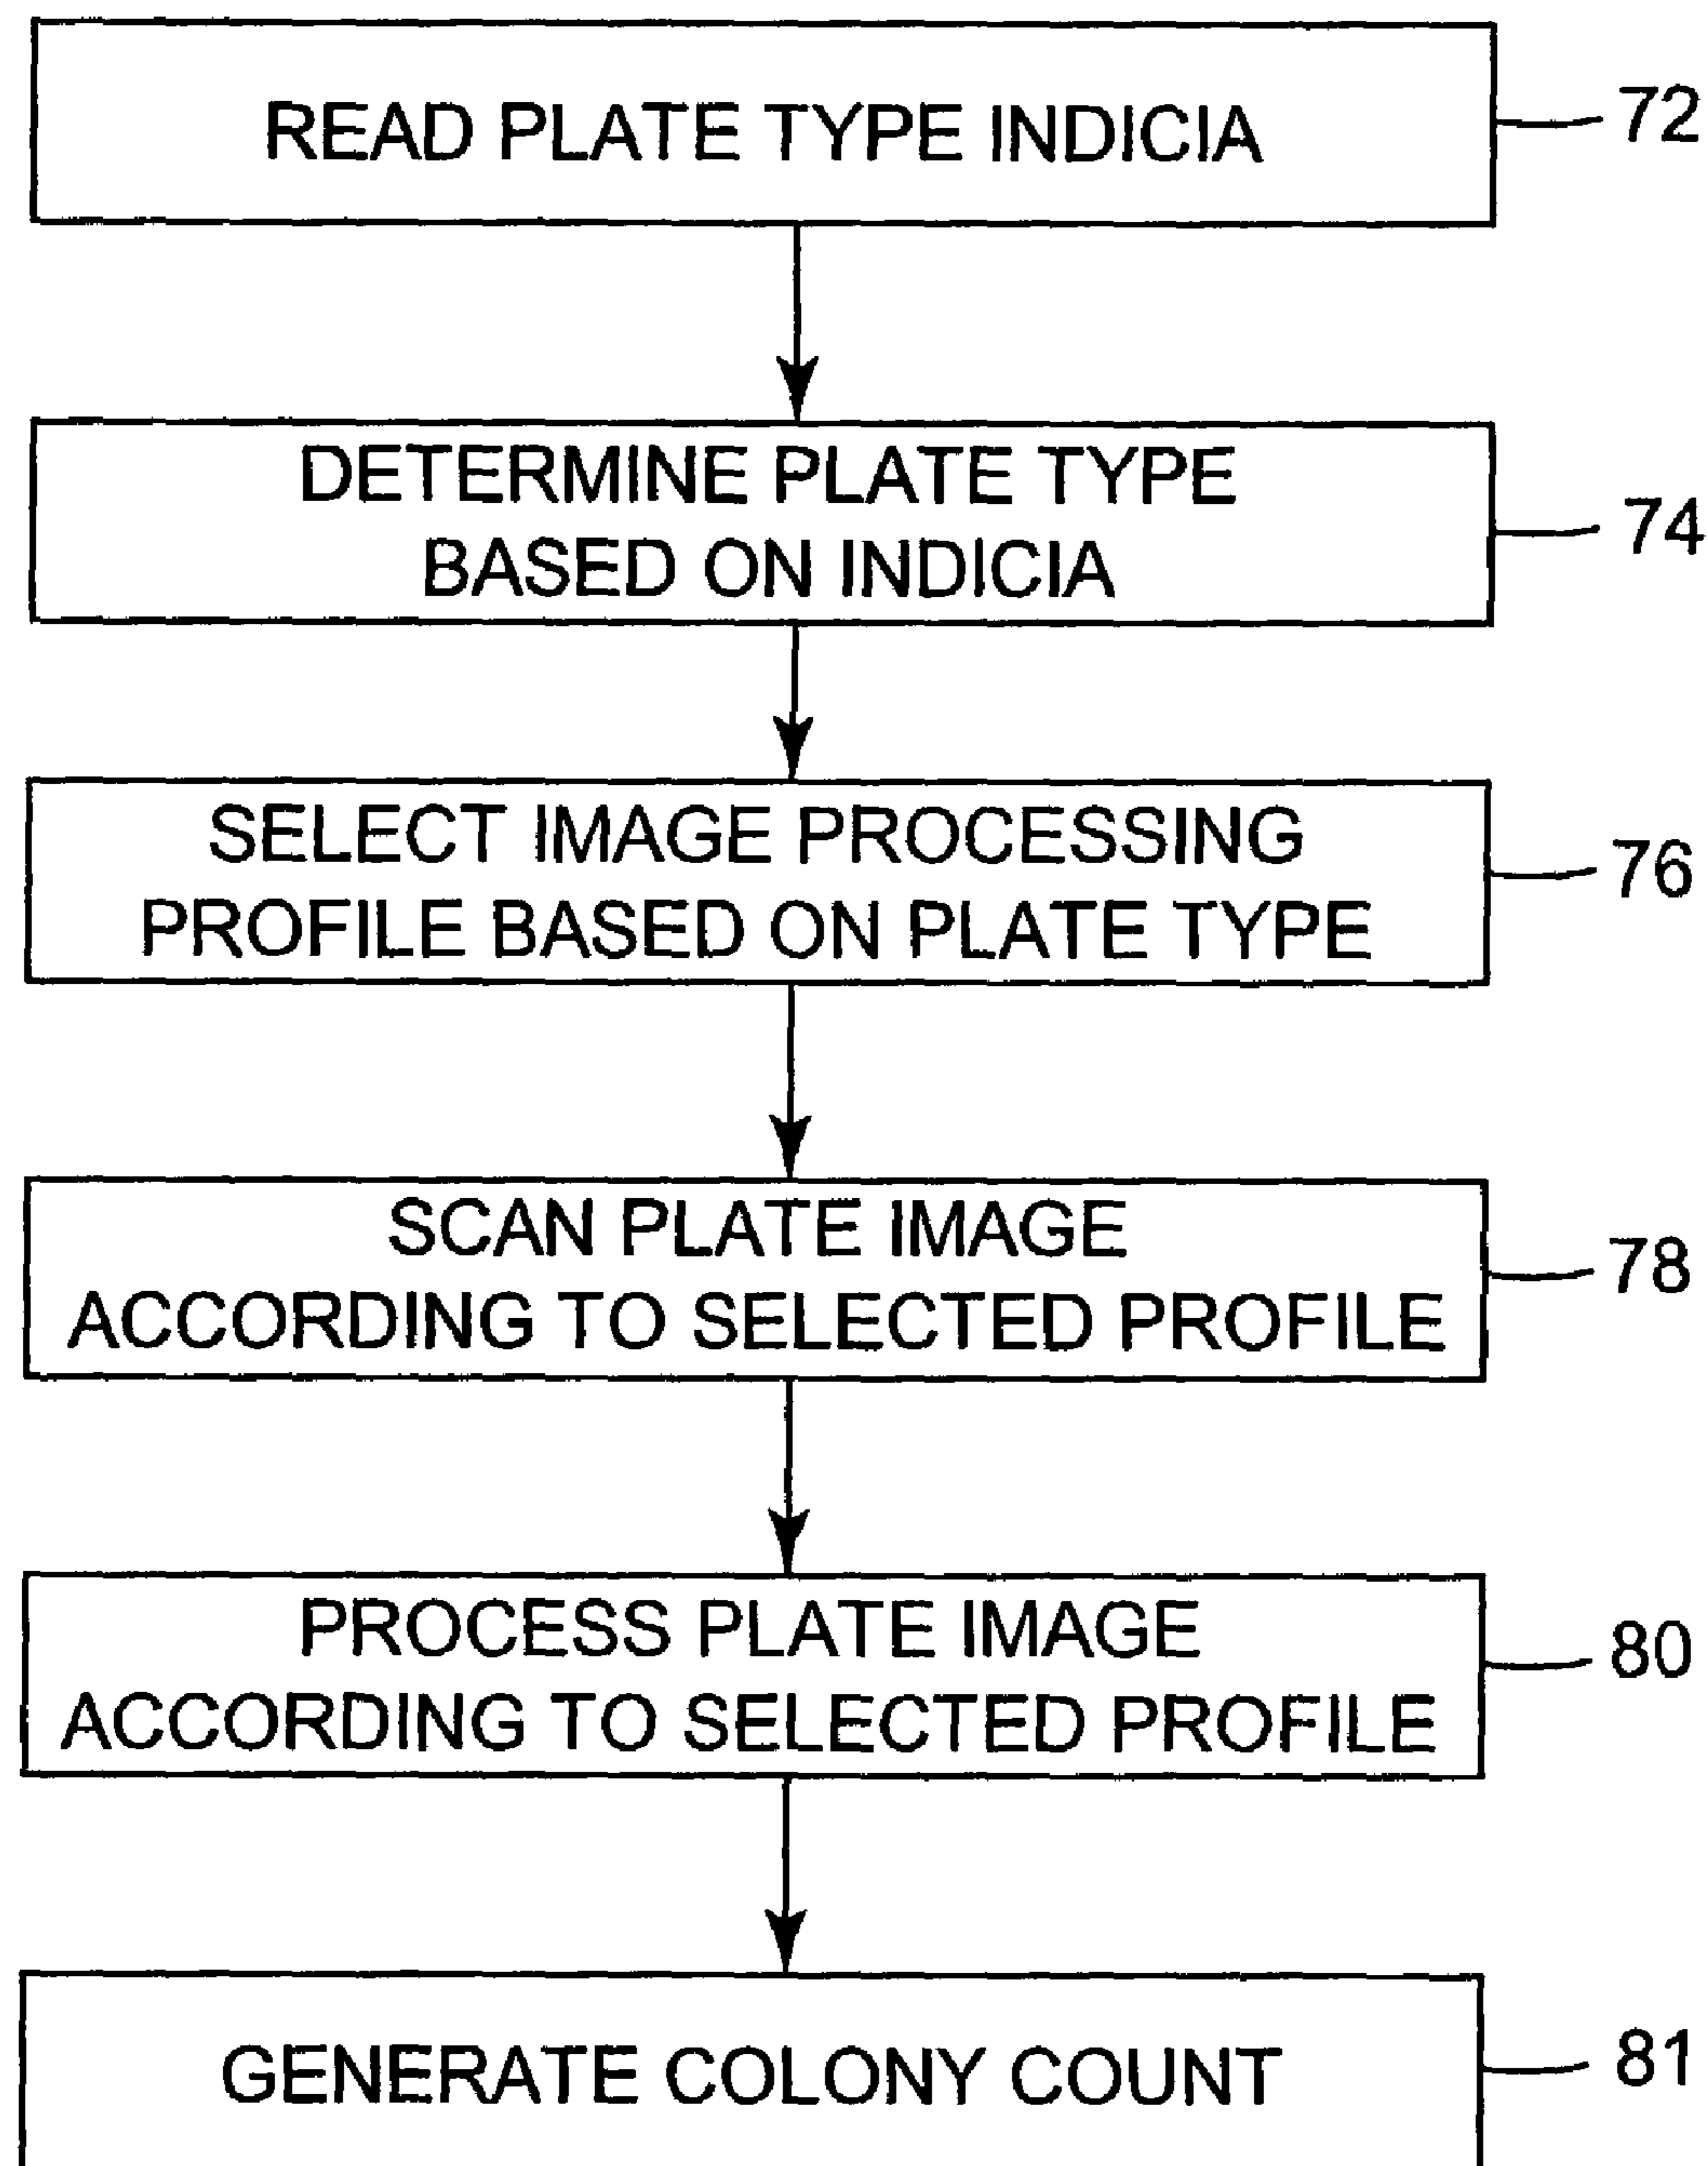 READ PLATE TYPE INDICIA
72
DETERMINE PLATE TYPE
BASED ON INDICIA
74
SELECT IMAGE PROCESSING
PROFILE BASED ON PLATE TYPE
76
SCAN PLATE IMAGE
ACCORDING TO SELECTED PROFILE
78
PROCESS PLATE IMAGE
ACCORDING TO SELECTED PROFILE
80
GENERATE COLONY COUNT
81